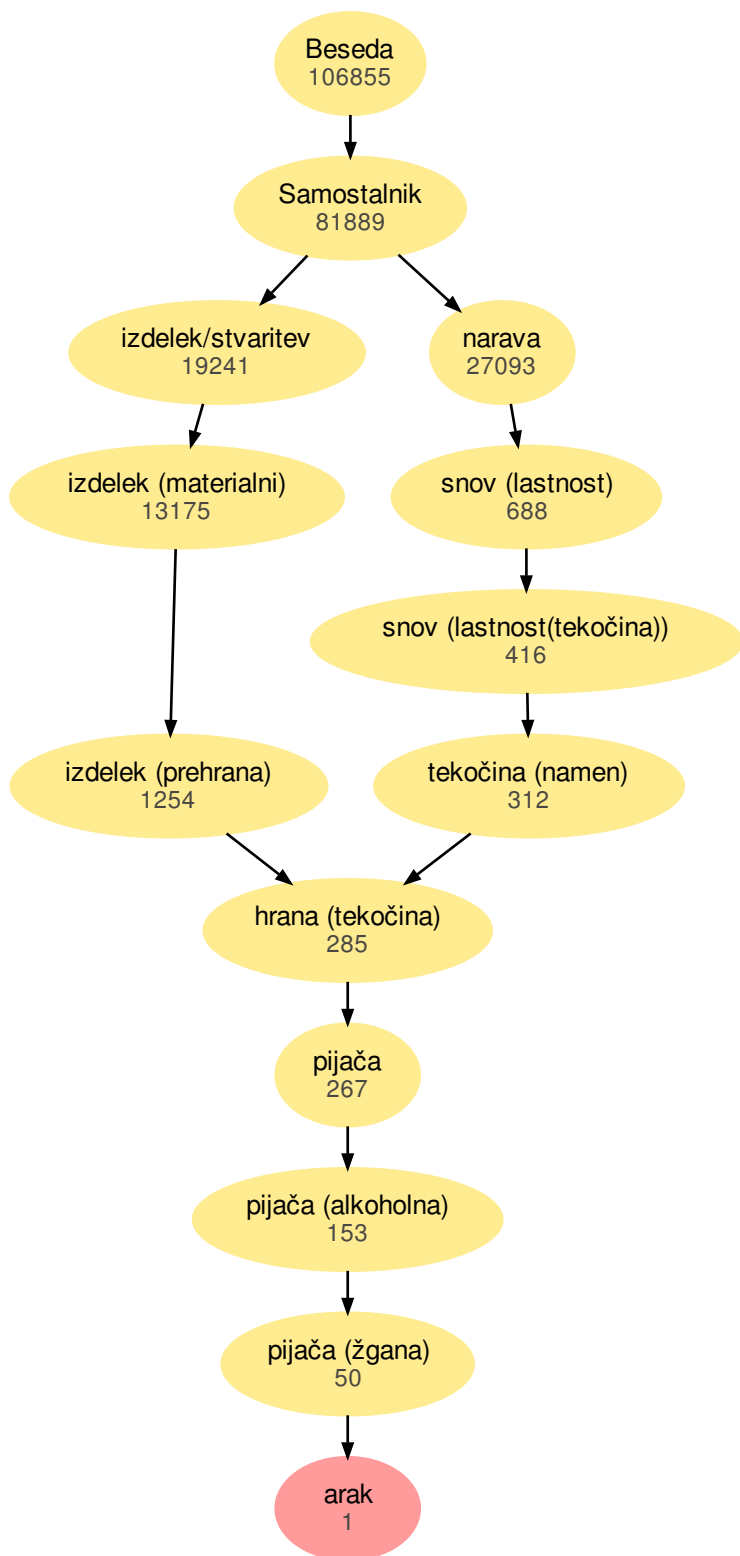 Beseda
106855
Samostalnik
81889
izdelek/stvaritev
19241
narava
27093
izdelek (materialni)
13175
snov (lastnost)
688
snov (lastnost(tekočina))
416
izdelek (prehrana)
1254
tekočina (namen)
312
hrana (tekočina)
285
pijača
267
pijača (alkoholna)
153
pijača (žgana)
50
arak
1